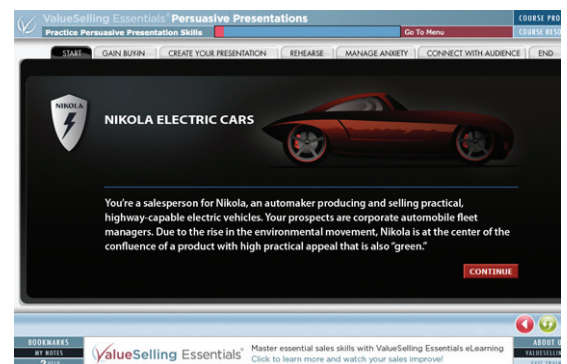 ValueSelling Essentials® Persuasive Presentations
COURSE PRO
Practice Persuasive Presentation Skills
Go To Menu
COURSE RESO
START
GAIN BUY-IN
CREATE YOUR PRESENTATION
REHEARSE
MANAGE ANXIETY
CONNECT WITH AUDIENCE
END
NIKOLA
NIKOLA ELECTRIC CARS
You're a salesperson for Nikola, an automaker producing and selling practical,
highway-capable electric vehicles. Your prospects are corporate automobile fleet
managers. Due to the rise in the environmental movement, Nikola is at the center of the
confluence of a product with high practical appeal that is also "green."
CONTINUE
BOOKMARKS
MY NOTES
ValueSelling Essentials®
Master essential sales skills with ValueSelling Essentials eLearning
Click to learn more and watch your sales improve!
ABOUT U
VALUESELLIN
EXIT TRAIN